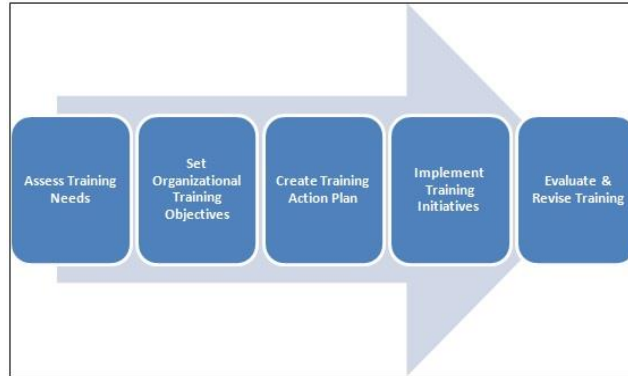 Assess Training
Needs
Set
Organizational
Training
Objectives
Create Training
Action Plan
Implement
Training
Initiatives
Evaluate &
Revise Training